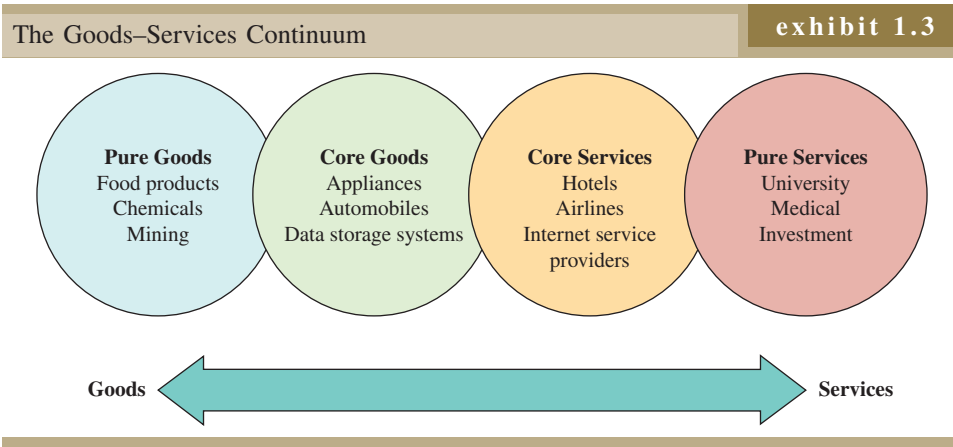 The Goods–Services Continuum
exhibit 1.3
Pure Goods
Food products
Chemicals
Mining
Core Goods
Appliances
Automobiles
Data storage systems
Core Services
Hotels
Airlines
Internet service
providers
Pure Services
University
Medical
Investment
Goods
Services